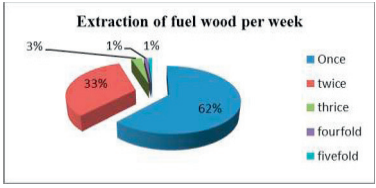 Extraction of fuel wood per week
3% 1% 1%
33%
62%
Once
twice
thrice
fourfold
fivefold